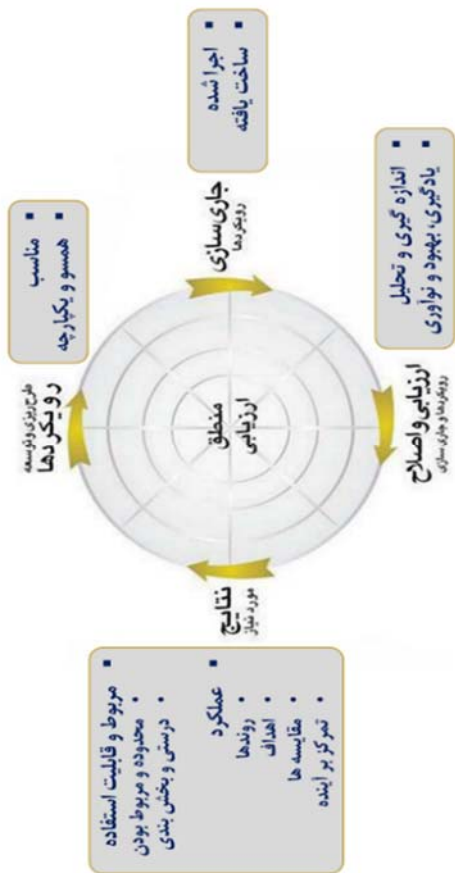 منطق
ارزیابی
نتایج
مورد نیاز
مربوط و قابلیت استفاده
محدوده و مربوط بودن
درستی و بخش بندی
عملکرد
روندها
اهداف
مقایسه ها
تمرکز بر آینده
رویکردها
طرح ریزی و توسعه
مناسب
همسو و یکپارچه
جاری سازی
رویکردها
اجرا شده
ساخت یافته
ارزیابی و اصلاح
رویکردها و جاری سازی
اندازه گیری و تحلیل
یادگیری، بهبود و نوآوری